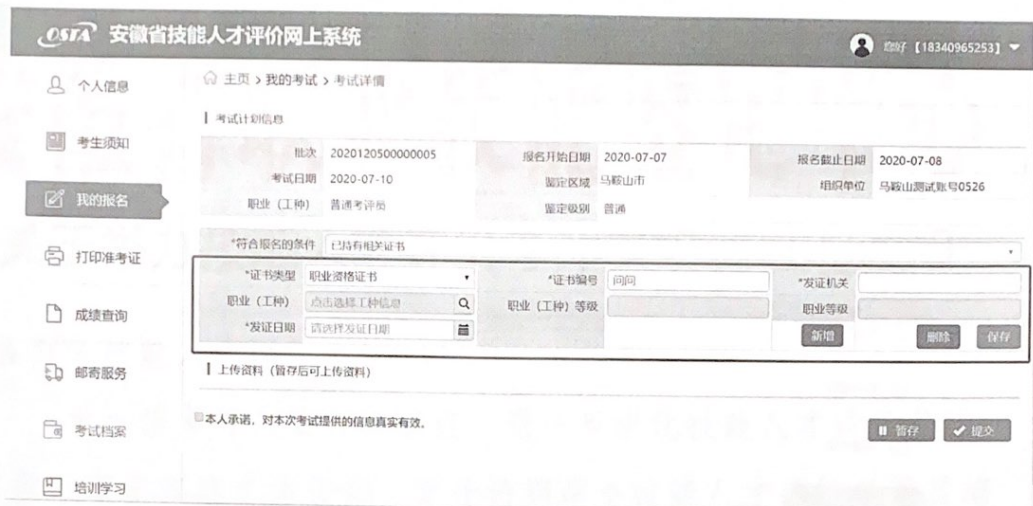 OSTA 安徽省技能人才评价网上系统
您好【18340965253】
个人信息
考生须知
我的报名
打印准考证
成绩查询
邮寄服务
考试档案
培训学习
主页 > 我的考试 > 考试详情
考试计划信息
批次 2020120500000005 报名开始日期 2020-07-07 报名截止日期 2020-07-08
考试日期 2020-07-10 鉴定区域 马鞍山市 组织单位 马鞍山测试账号0526
职业（工种） 普通考评员 鉴定级别 普通
*符合报名的条件 已持有相关证书
*证书类型 职业资格证书 *证书编号 问问 *发证机关
职业（工种） 点击选择工种信息 职业（工种）等级 职业等级
*发证日期 请选择发证日期 新增 删除 保存
上传资料（暂存后可上传资料）
本人承诺，对本次考试提供的信息真实有效。
暂存 提交